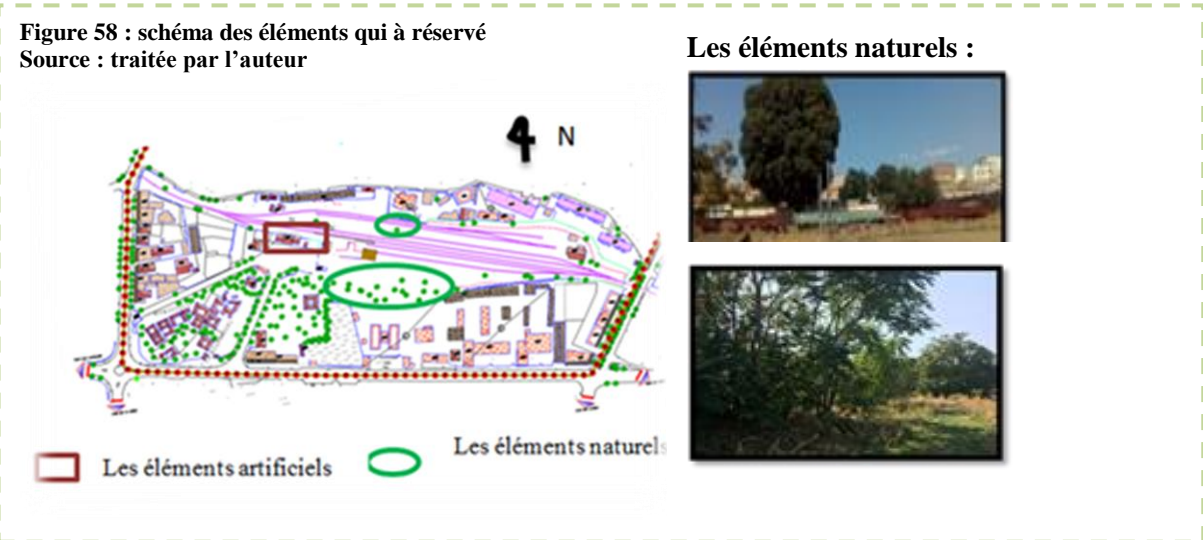 Figure 58 : schéma des éléments qui à réservé
Source : traitée par l’auteur
Les éléments naturels :
N
Les éléments artificiels
Les éléments naturels